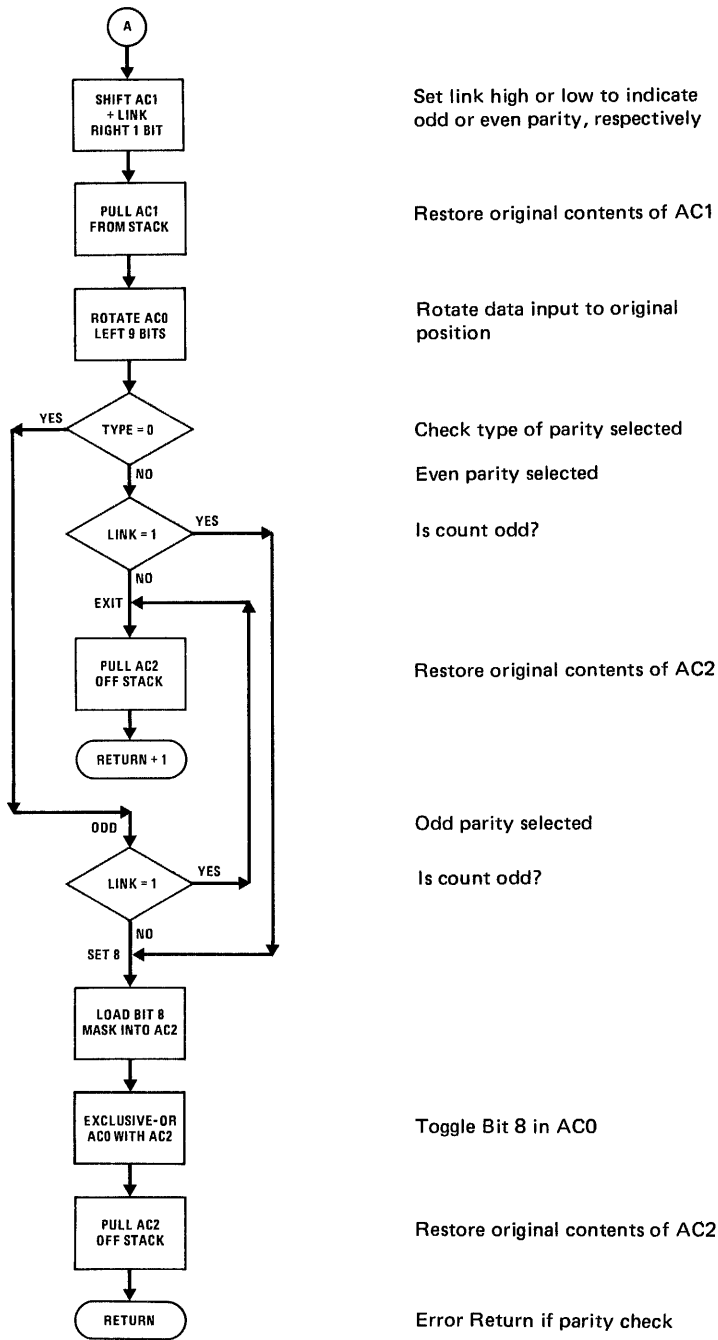 A
SHIFT AC1
+ LINK
RIGHT 1 BIT
Set link high or low to indicate
odd or even parity, respectively
PULL AC1
FROM STACK
Restore original contents of AC1
ROTATE AC0
LEFT 9 BITS
Rotate data input to original
position
YES
TYPE = 0
Check type of parity selected
NO
Even parity selected
LINK = 1
YES
Is count odd?
NO
EXIT
PULL AC2
OFF STACK
Restore original contents of AC2
RETURN + 1
ODD
Odd parity selected
LINK = 1
YES
Is count odd?
NO
SET 8
LOAD BIT 8
MASK INTO AC2
EXCLUSIVE-OR
AC0 WITH AC2
Toggle Bit 8 in AC0
PULL AC2
OFF STACK
Restore original contents of AC2
RETURN
Error Return if parity check